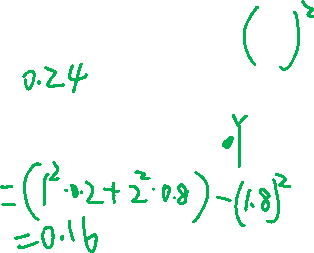 ( )²
0.24
= (1²·0.2 + 2²·0.8) - (1.8)²
= 0.16